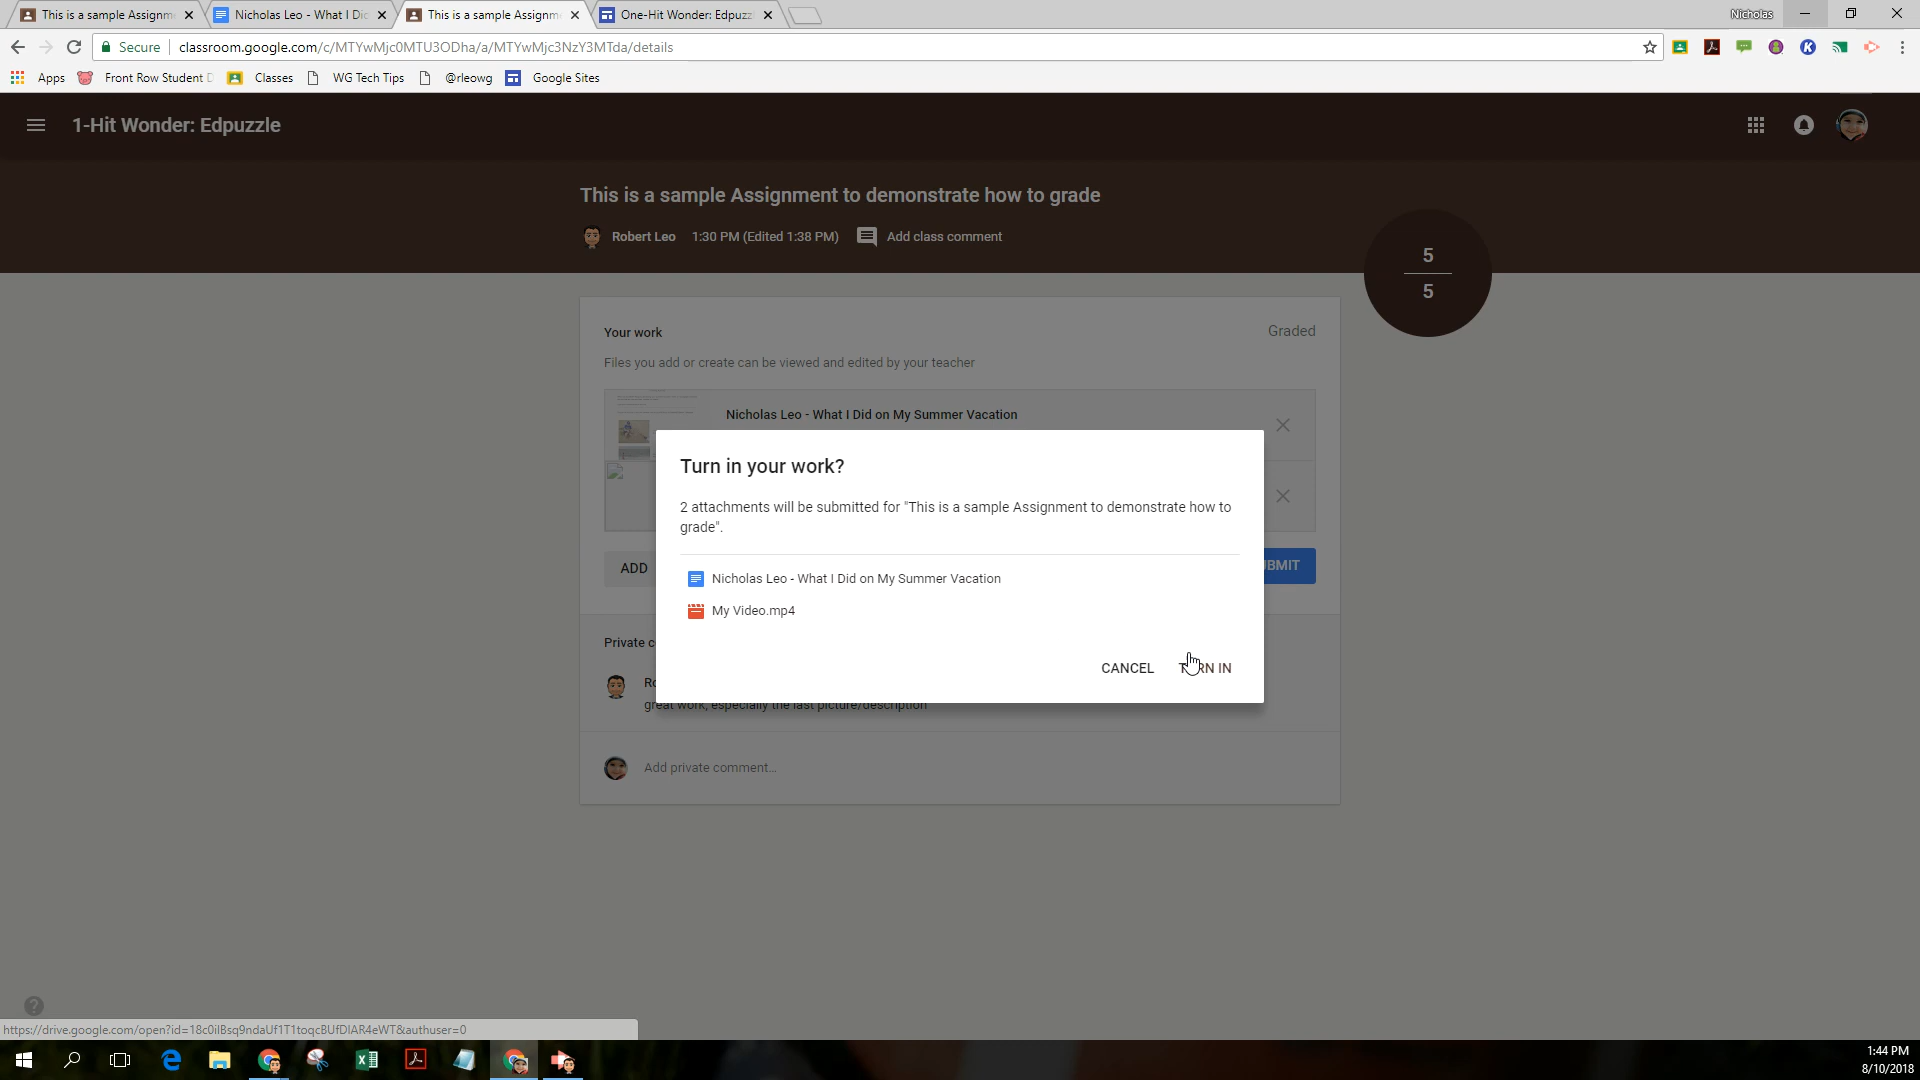 This is a sample Assignm
Nicholas Leo - What I Di
This is a sample Assignm
One-Hit Wonder: Edpuzz
Nicholas
Secure
classroom.google.com/c/MTYwMjc0MTU3ODha/a/MTYwMjc3NzY3MTda/details
Apps
Front Row Student D
Classes
WG Tech Tips
@rleowg
Google Sites
1-Hit Wonder: Edpuzzle
This is a sample Assignment to demonstrate how to grade
Robert Leo 1:30 PM (Edited 1:38 PM) Add class comment
5
5
Your work
Graded
Files you add or create can be viewed and edited by your teacher
Nicholas Leo - What I Did on My Summer Vacation
Turn in your work?
2 attachments will be submitted for "This is a sample Assignment to demonstrate how to
grade".
Nicholas Leo - What I Did on My Summer Vacation
My Video.mp4
CANCEL
TURN IN
ADD
BMIT
Private c
Ro
great work, especially the last picture/description
Add private comment...
https://drive.google.com/open?id=18c0ilBsq9ndaUf1T1toqcBUfDIAR4eWT&authuser=0
1:44 PM
8/10/2018